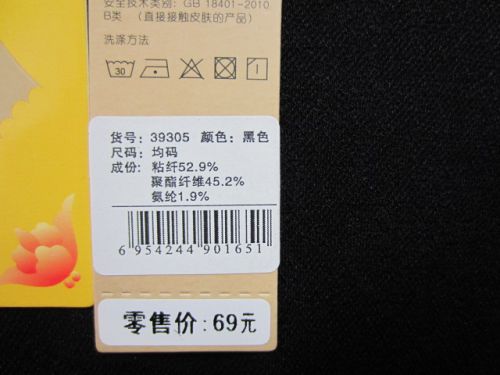 安全技术类别: GB 18401-2010
B类 (直接接触皮肤的产品)
洗涤方法
30
货号: 39305 颜色: 黑色
尺码: 均码
成份: 粘纤52.9%
聚酯纤维45.2%
氨纶1.9%
6 954244 901651
零售价: 69元